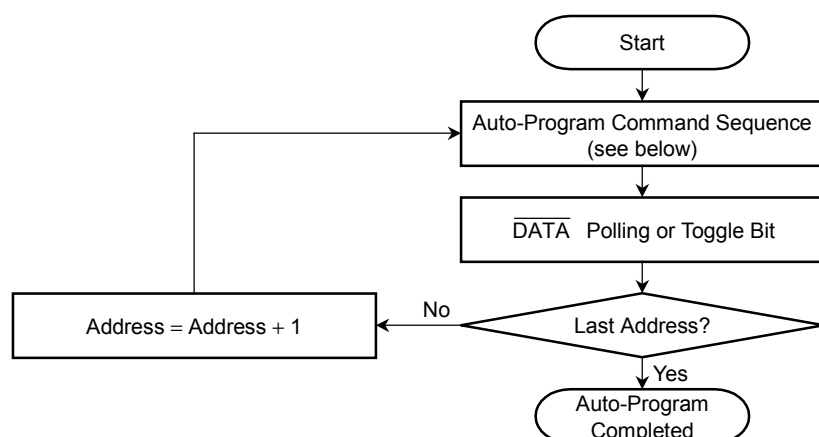 Start
Auto-Program Command Sequence
(see below)
DATA Polling or Toggle Bit
Address = Address + 1
No
Last Address?
Yes
Auto-Program
Completed